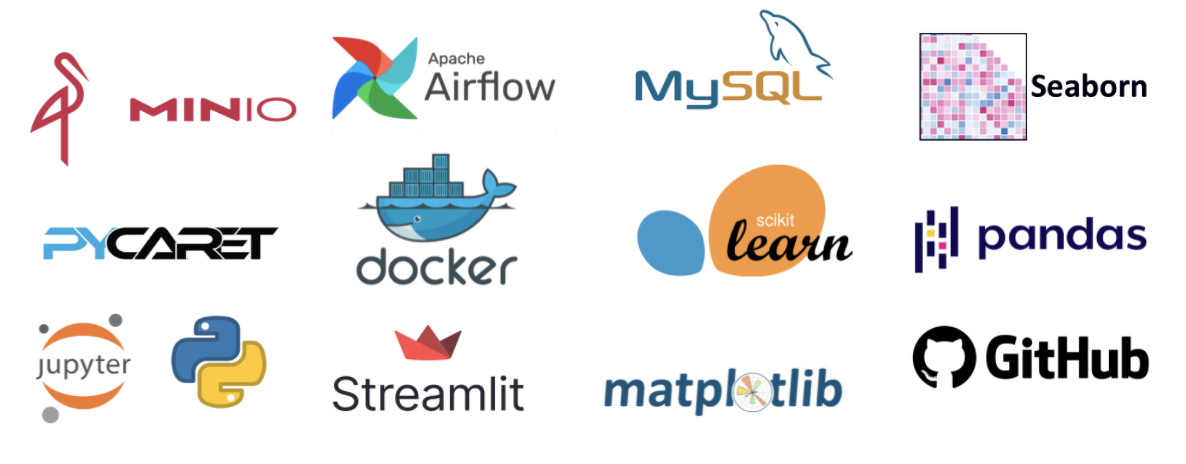 MINIO
Apache
Airflow
MySQL
Seaborn
PYCARET
docker
scikit
learn
pandas
jupyter
Streamlit
matplotlib
GitHub